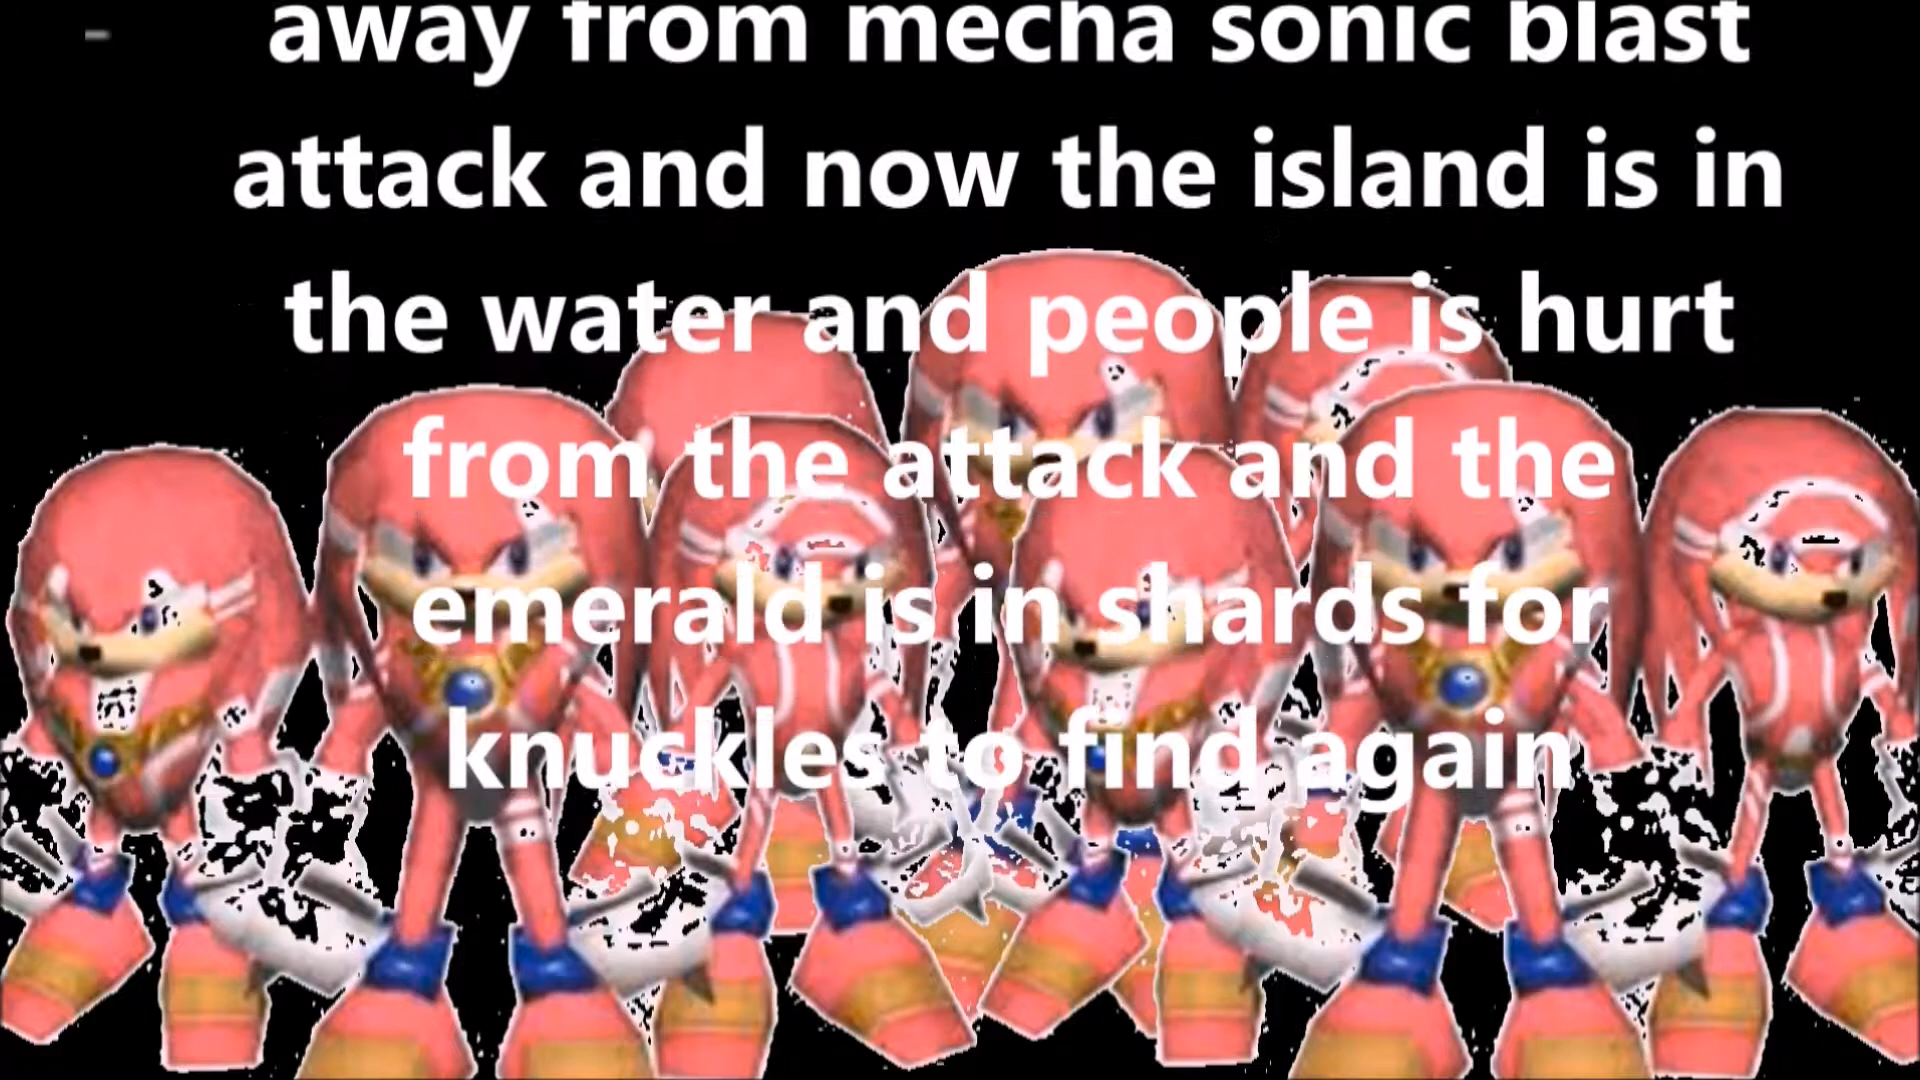 away from mecha sonic blast
attack and now the island is in
the water and people is hurt
from the attack and the
emerald is in shards for
knuckles to find again